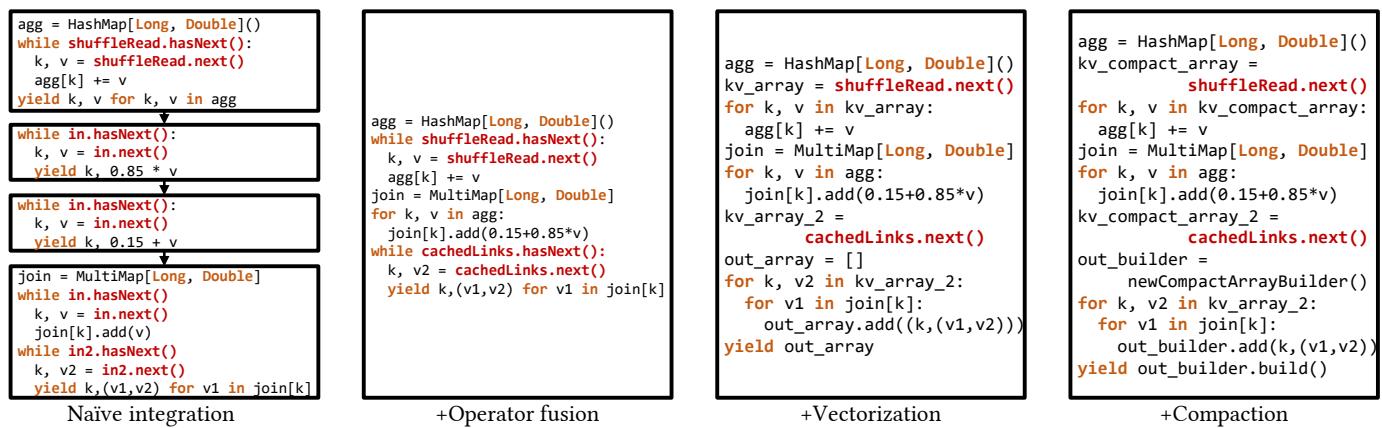 agg = HashMap[Long, Double]()
while shuffleRead.hasNext():
k, v = shuffleRead.next()
agg[k] += v
yield k, v for k, v in agg
while in.hasNext():
k, v = in.next()
yield k, 0.85 * v
while in.hasNext():
k, v = in.next()
yield k, 0.15 + v
join = MultiMap[Long, Double]
while in.hasNext()
k, v = in.next()
join[k].add(v)
while in2.hasNext()
k, v2 = in2.next()
yield k,(v1,v2) for v1 in join[k]
Naïve integration
agg = HashMap[Long, Double]()
while shuffleRead.hasNext():
k, v = shuffleRead.next()
agg[k] += v
join = MultiMap[Long, Double]
for k, v in agg:
join[k].add(0.15+0.85*v)
while cachedLinks.hasNext():
k, v2 = cachedLinks.next()
yield k,(v1,v2) for v1 in join[k]
+Operator fusion
agg = HashMap[Long, Double]()
kv_array = shuffleRead.next()
for k, v in kv_array:
agg[k] += v
join = MultiMap[Long, Double]
for k, v in agg:
join[k].add(0.15+0.85*v)
kv_array_2 =
cachedLinks.next()
out_array = []
for k, v2 in kv_array_2:
for v1 in join[k]:
out_array.add((k,(v1,v2)))
yield out_array
+Vectorization
agg = HashMap[Long, Double]()
kv_compact_array =
shuffleRead.next()
for k, v in kv_compact_array:
agg[k] += v
join = MultiMap[Long, Double]
for k, v in agg:
join[k].add(0.15+0.85*v)
kv_compact_array_2 =
cachedLinks.next()
out_builder =
newCompactArrayBuilder()
for k, v2 in kv_array_2:
for v1 in join[k]:
out_builder.add(k,(v1,v2))
yield out_builder.build()
+Compaction